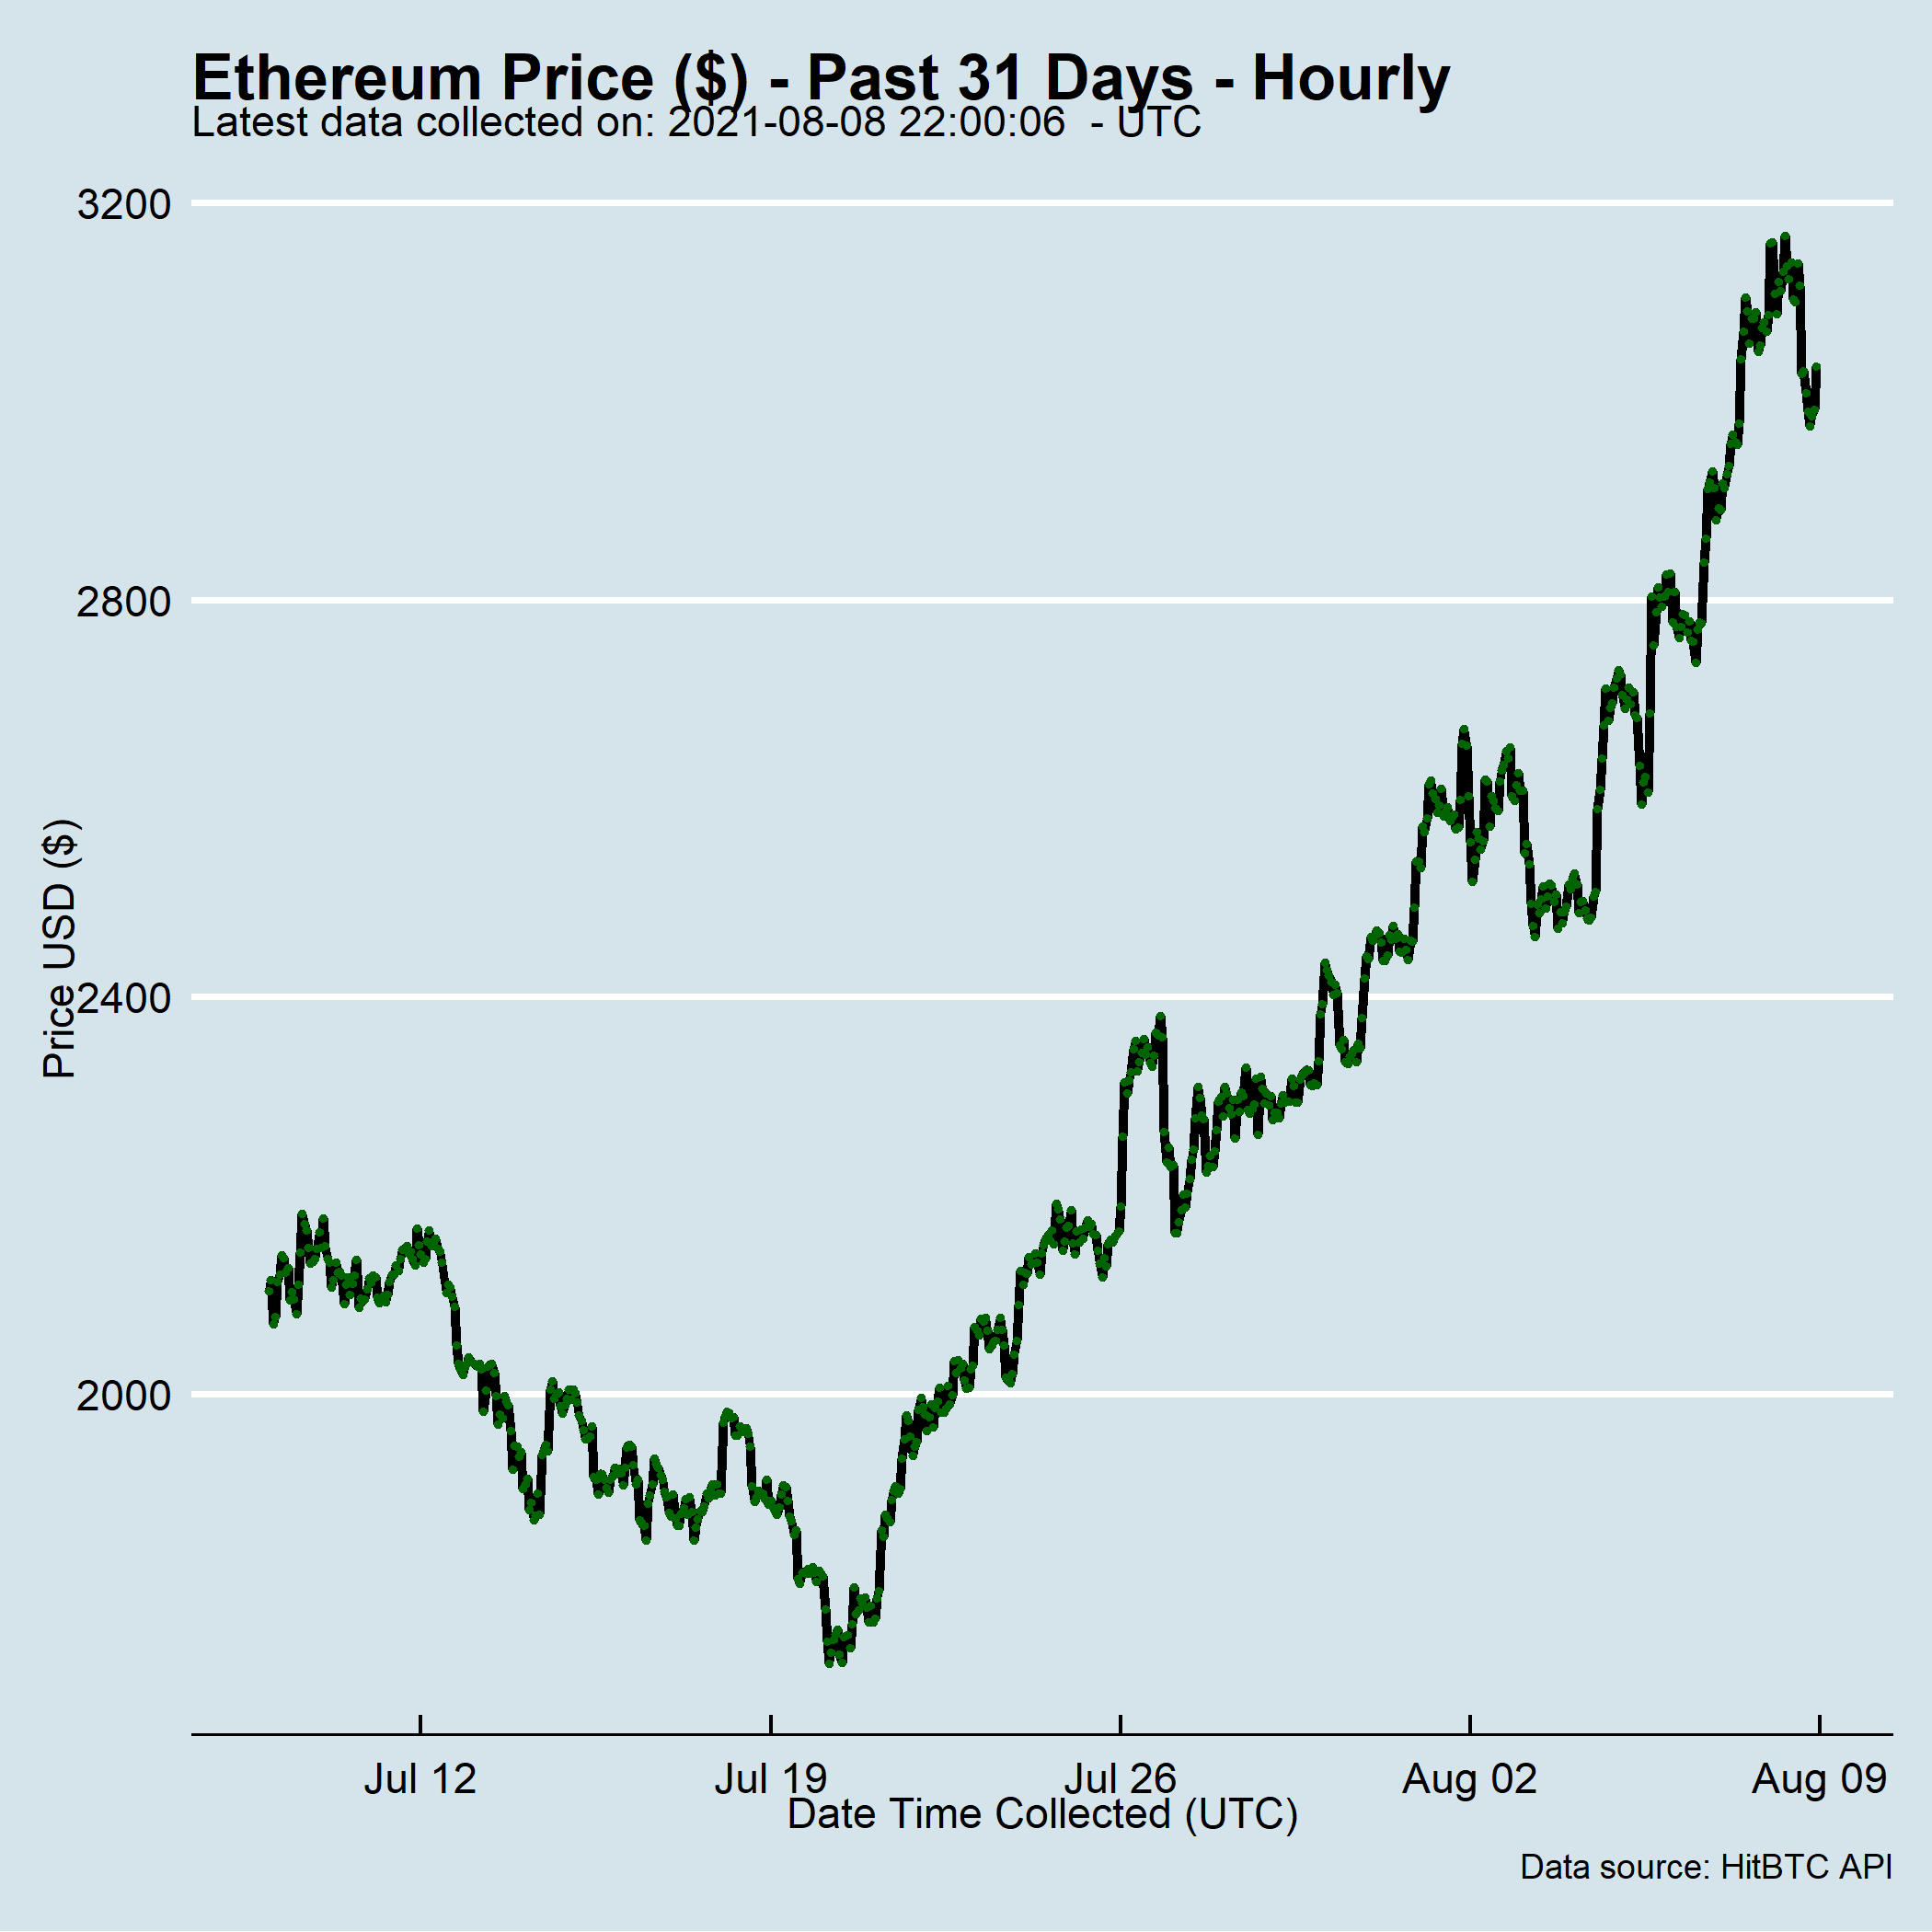 Ethereum Price ($) - Past 31 Days - Hourly
Latest data collected on: 2021-08-08 22:00:06  - UTC
3200
2800
2400
2000
Price USD ($)
Jul 12
Jul 19
Jul 26
Aug 02
Aug 09
Date Time Collected (UTC)
Data source: HitBTC API